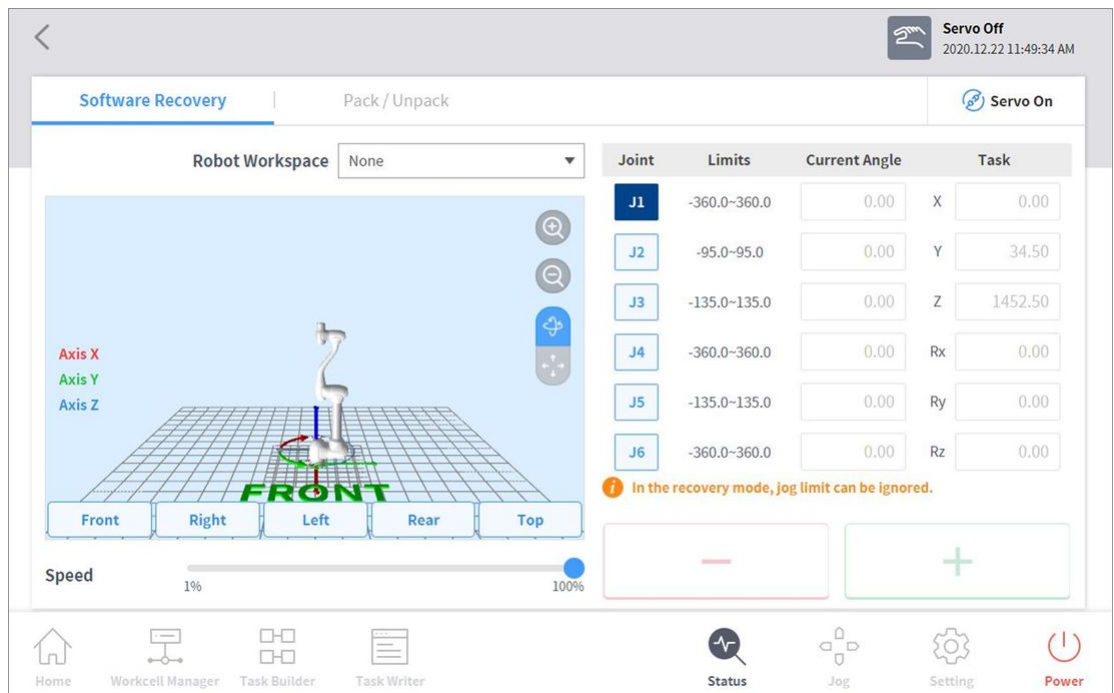 Servo Off
2020.12.22 11:49:34 AM
Software Recovery | Pack / Unpack
Servo On
Robot Workspace None
Joint Limits Current Angle Task
J1 -360.0~360.0 0.00 X 0.00
J2 -95.0~95.0 0.00 Y 34.50
J3 -135.0~135.0 0.00 Z 1452.50
J4 -360.0~360.0 0.00 Rx 0.00
J5 -135.0~135.0 0.00 Ry 0.00
J6 -360.0~360.0 0.00 Rz 0.00
Axis X
Axis Y
Axis Z
FRONT
Front Right Left Rear Top
In the recovery mode, jog limit can be ignored.
− +
Speed
1% 100%
Home Workcell Manager Task Builder Task Writer Status Jog Setting Power